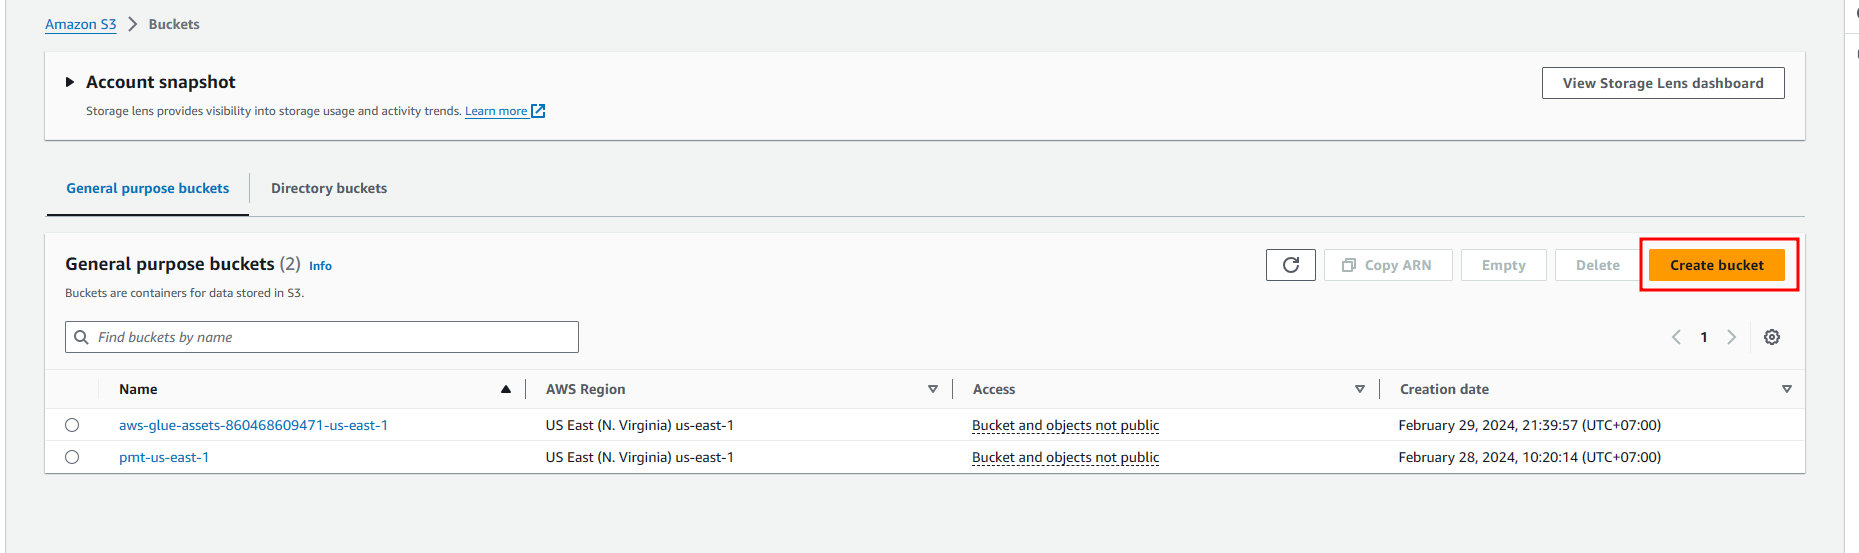 Amazon S3 > Buckets
Account snapshot
View Storage Lens dashboard
Storage lens provides visibility into storage usage and activity trends. Learn more
General purpose buckets
Directory buckets
General purpose buckets (2) Info
Copy ARN
Empty
Delete
Create bucket
Buckets are containers for data stored in S3.
Find buckets by name
1
Name AWS Region Access Creation date
aws-glue-assets-860468609471-us-east-1 US East (N. Virginia) us-east-1 Bucket and objects not public February 29, 2024, 21:39:57 (UTC+07:00)
pmt-us-east-1 US East (N. Virginia) us-east-1 Bucket and objects not public February 28, 2024, 10:20:14 (UTC+07:00)